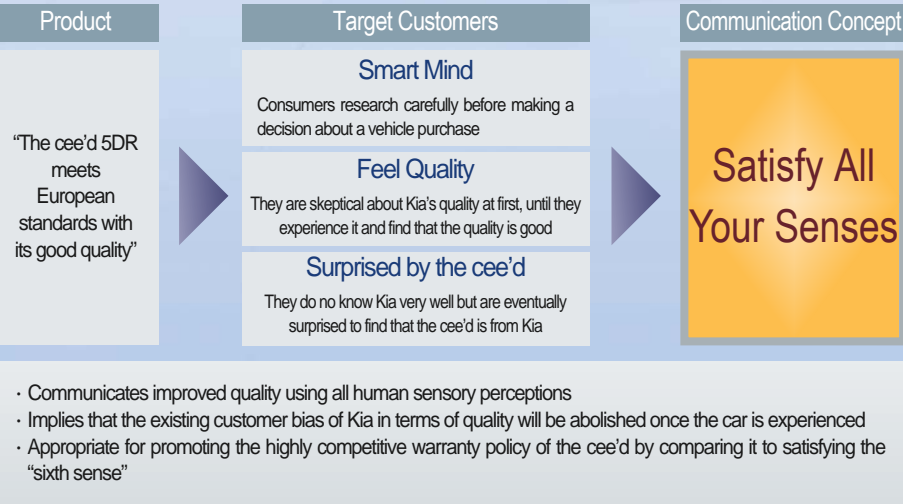 Product
Target Customers
Communication Concept
“The cee’d 5DR
meets
European
standards with
its good quality”
Smart Mind
Consumers research carefully before making a
decision about a vehicle purchase
Feel Quality
They are skeptical about Kia’s quality at first, until they
experience it and find that the quality is good
Surprised by the cee’d
They do no know Kia very well but are eventually
surprised to find that the cee’d is from Kia
Satisfy All
Your Senses
· Communicates improved quality using all human sensory perceptions
· Implies that the existing customer bias of Kia in terms of quality will be abolished once the car is experienced
· Appropriate for promoting the highly competitive warranty policy of the cee’d by comparing it to satisfying the
“sixth sense”